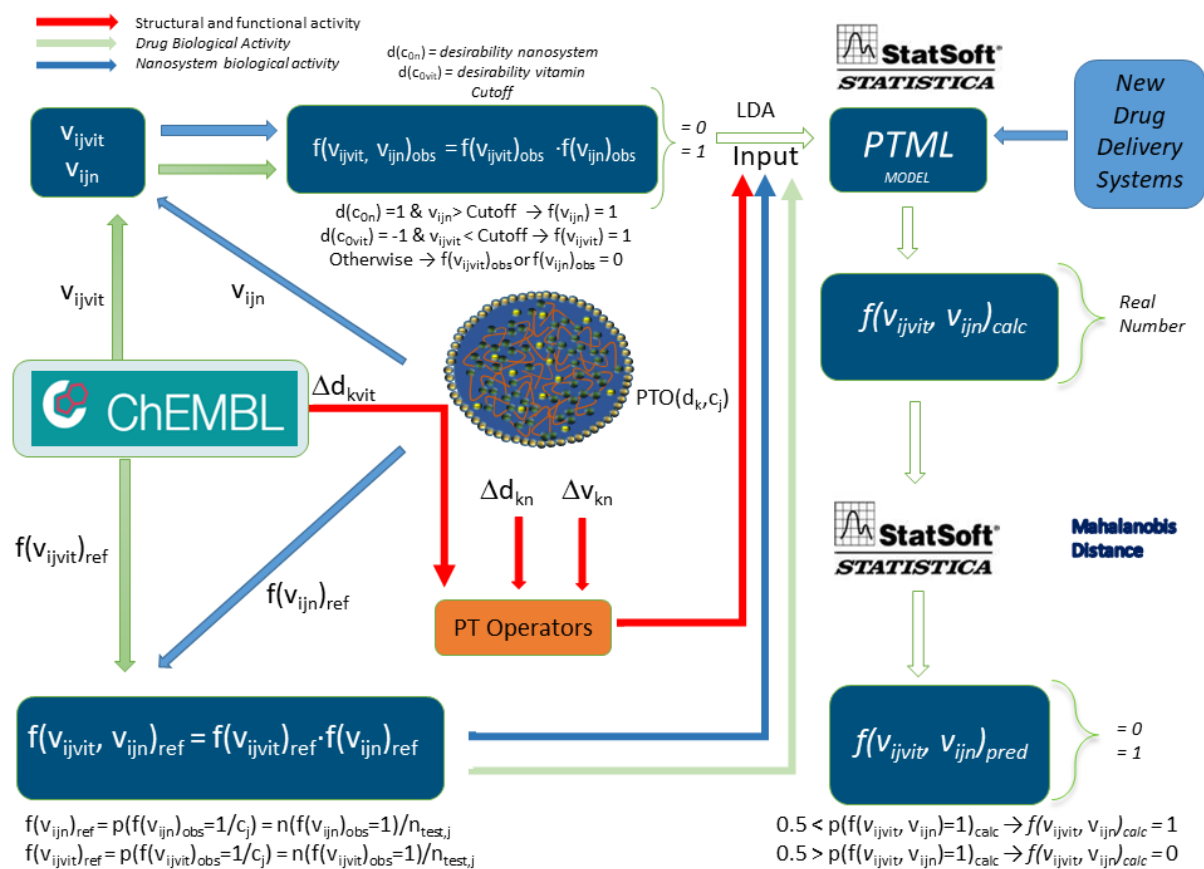 Structural and functional activity
Drug Biological Activity
Nanosystem biological activity
d(c0n) = desirability nanosystem
d(c0vit) = desirability vitamin
Cutoff
StatSoft®
STATISTICA
New
Drug
Delivery
Systems
vijvit
vijn
f(vijvit, vijn)obs = f(vijvit)obs ·f(vijn)obs
= 0
= 1
LDA
Input
PTML
MODEL
d(c0n) =1 & vijn> Cutoff → f(vijn) = 1
d(c0vit) = -1 & vijvit < Cutoff → f(vijvit) = 1
Otherwise → f(vijvit)obs or f(vijn)obs = 0
vijvit
vijn
f(vijvit, vijn)calc
Real
Number
ChEMBL
Δdkvit
PTO(dk,cj)
Δdkn
Δvkn
StatSoft®
STATISTICA
Mahalanobis
Distance
f(vijvit)ref
f(vijn)ref
PT Operators
f(vijvit, vijn)ref = f(vijvit)ref·f(vijn)ref
f(vijvit, vijn)pred
= 0
= 1
f(vijn)ref = p(f(vijn)obs=1/cj) = n(f(vijn)obs=1)/ntest,j
f(vijvit)ref = p(f(vijvit)obs=1/cj) = n(f(vijvit)obs=1)/ntest,j
0.5 < p(f(vijvit, vijn)=1)calc → f(vijvit, vijn)calc = 1
0.5 > p(f(vijvit, vijn)=1)calc → f(vijvit, vijn)calc = 0